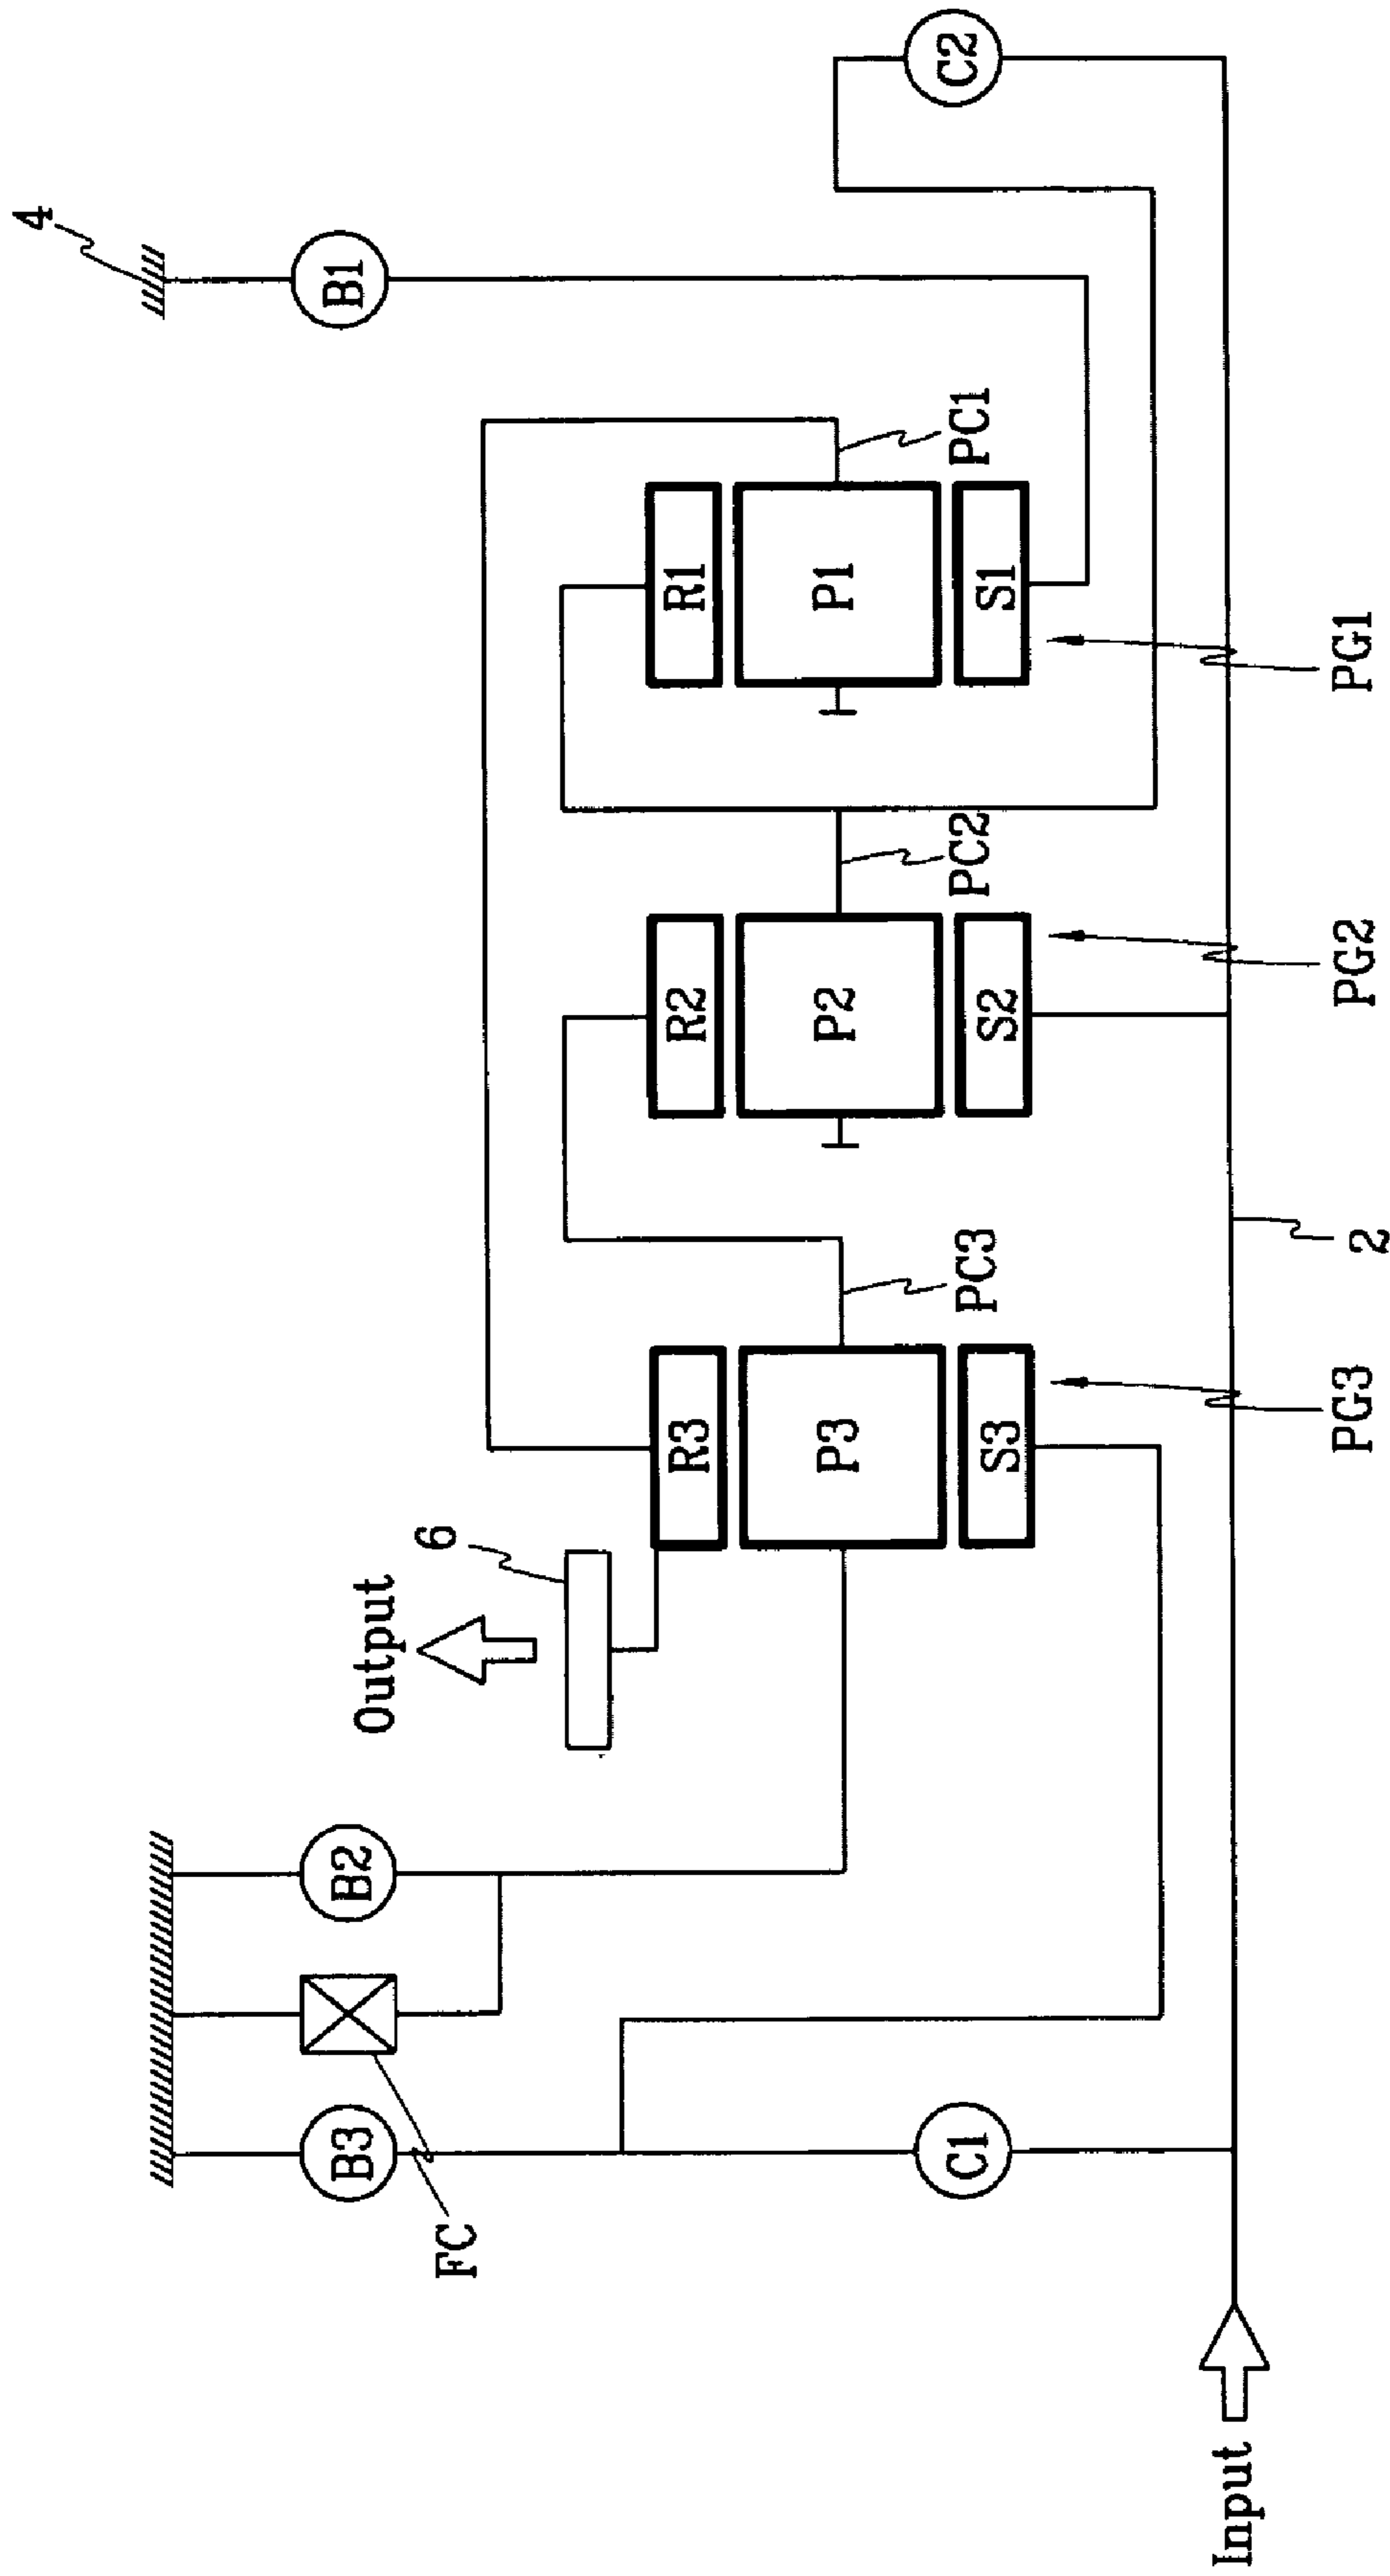 4
B3
B2
B1
FC
Output
6
R3
R2
R1
P3
P2
P1
C1
C2
PC3
PC2
PC1
S3
S2
S1
Input
PG3
2
PG2
PG1